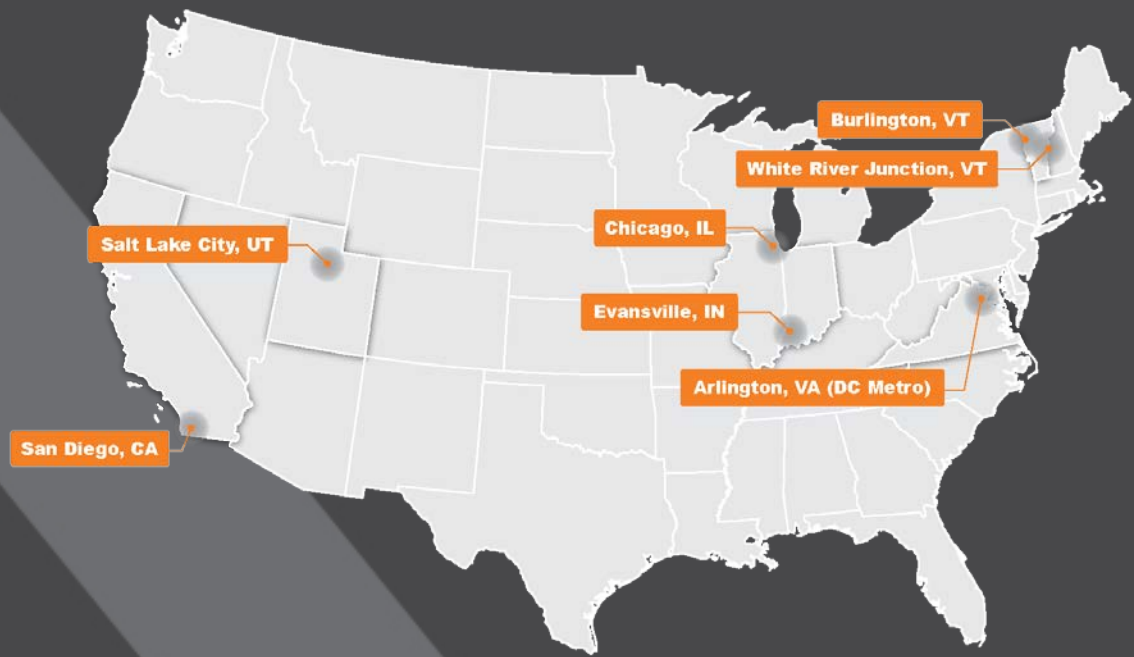 Burlington, VT
White River Junction, VT
Chicago, IL
Salt Lake City, UT
Evansville, IN
Arlington, VA (DC Metro)
San Diego, CA